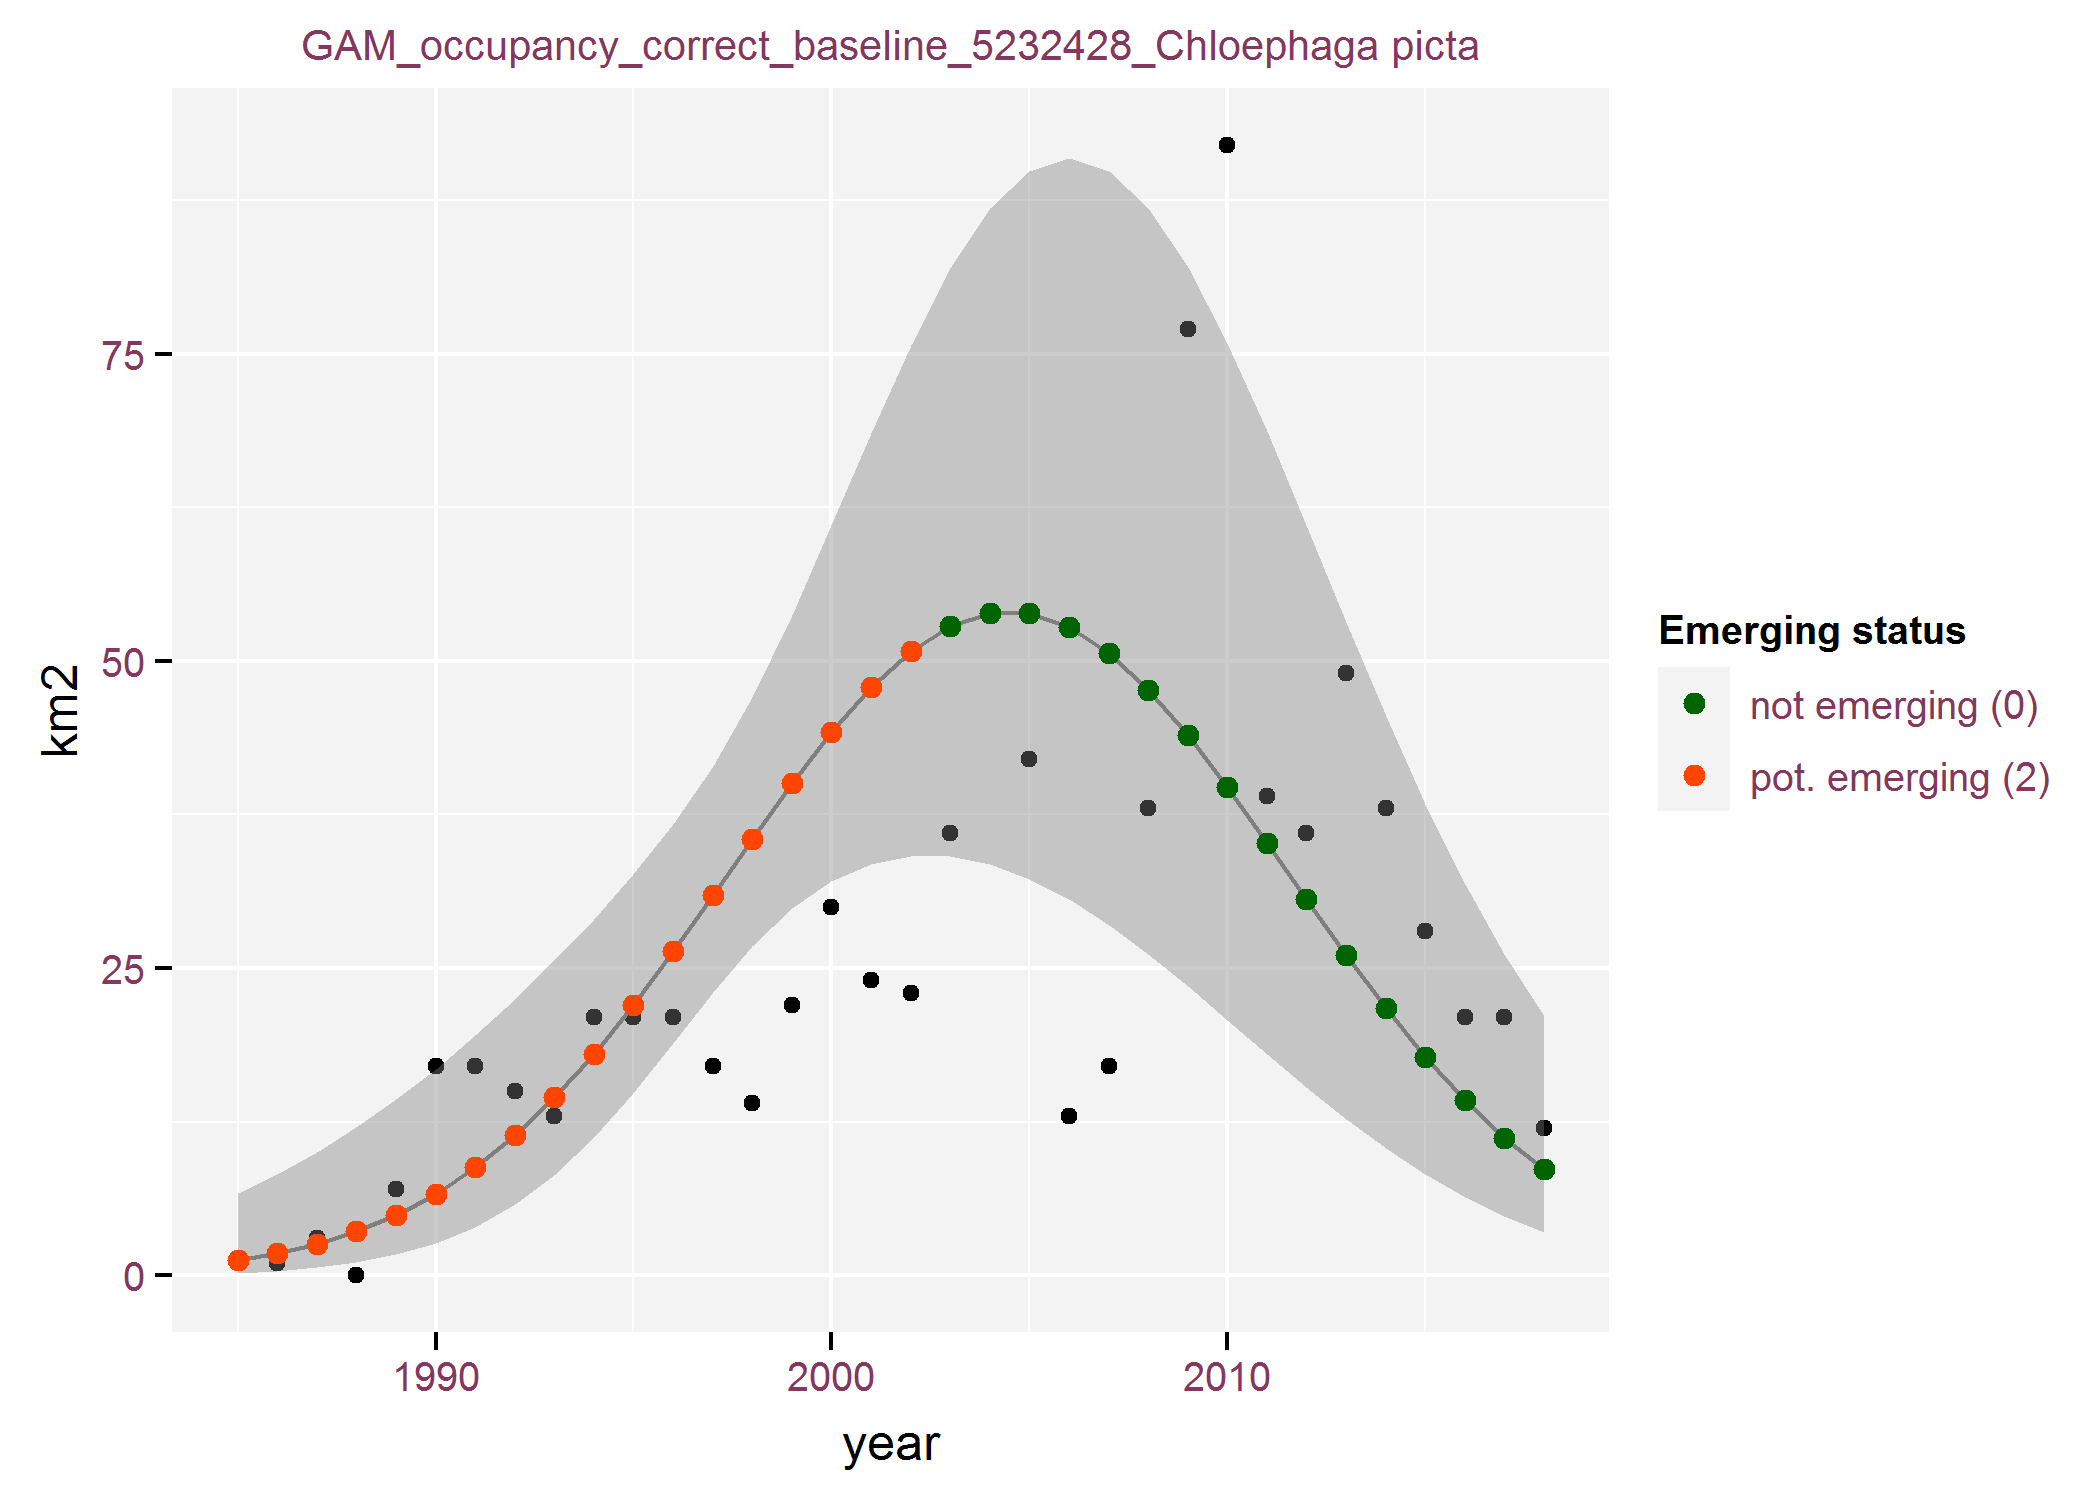 GAM_occupancy_correct_baseline_5232428_Chloephaga picta
75
50
25
0
km2
1990
2000
2010
year
Emerging status
not emerging (0)
pot. emerging (2)